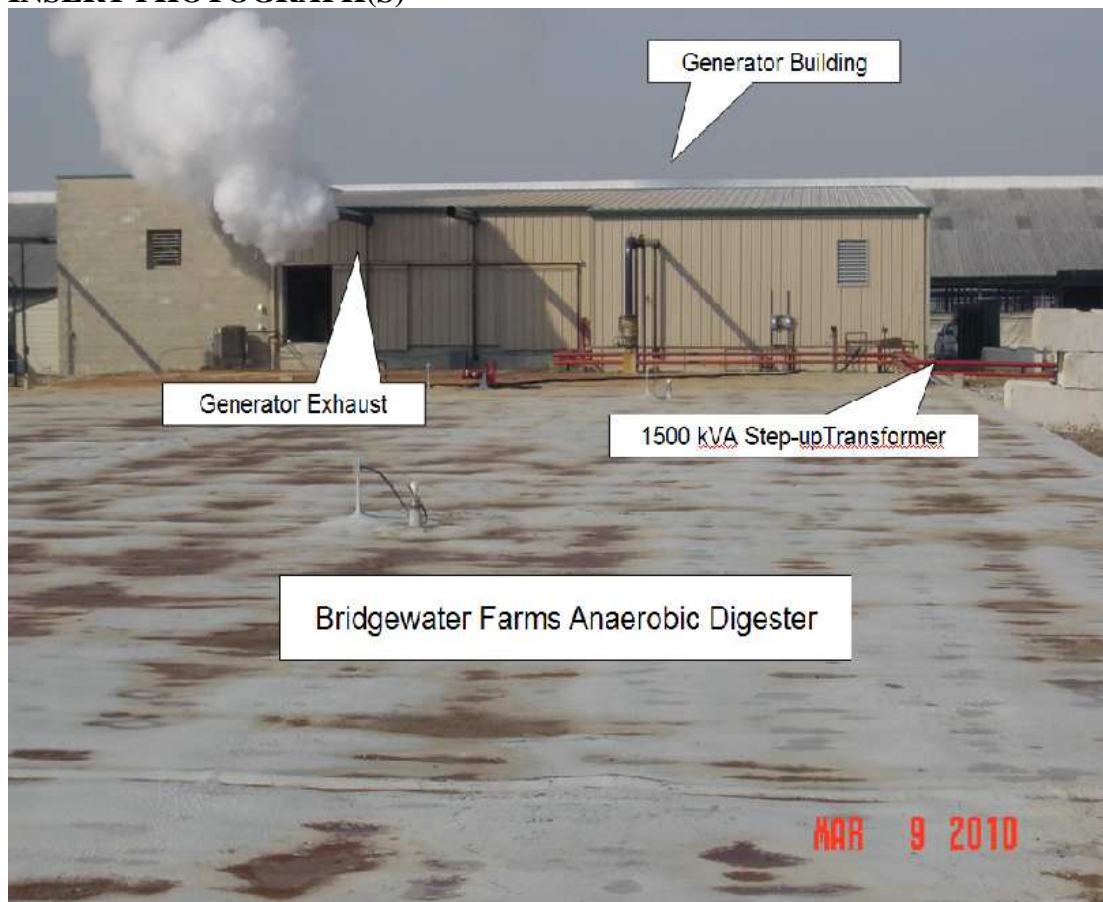 INSERT PHOTOGRAPH(S)
Generator Building
Generator Exhaust
1500 kVA Step-upTransformer
Bridgewater Farms Anaerobic Digester
MAR 9 2010